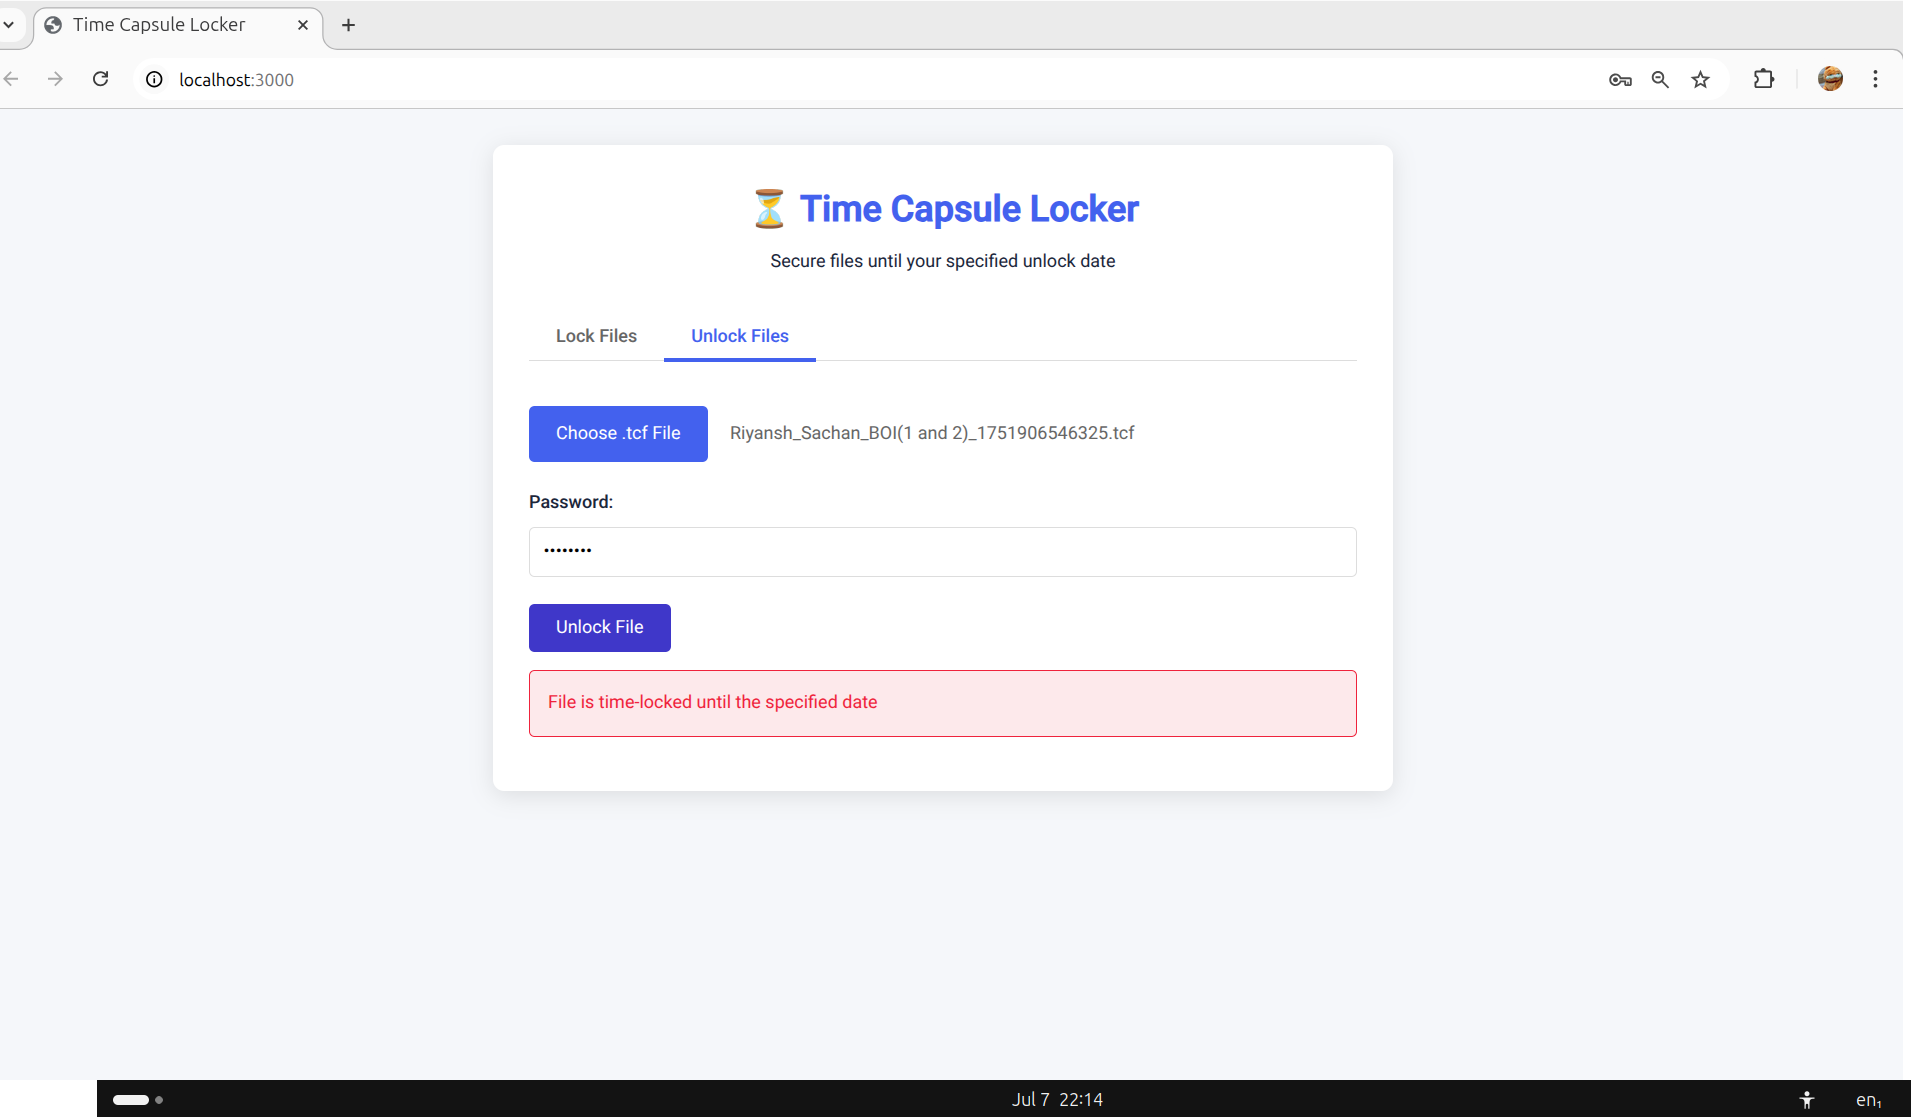 Time Capsule Locker
localhost:3000
Time Capsule Locker
Secure files until your specified unlock date
Lock Files
Unlock Files
Choose .tcf File
Riyansh_Sachan_BOI(1 and 2)_1751906546325.tcf
Password:
••••••••
Unlock File
File is time-locked until the specified date
Jul 7 22:14
en₁